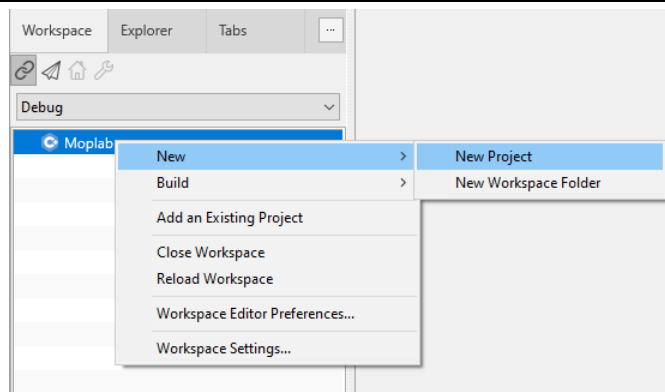 Workspace Explorer Tabs ...
Debug
Moplab
New New Project
Build New Workspace Folder
Add an Existing Project
Close Workspace
Reload Workspace
Workspace Editor Preferences...
Workspace Settings...